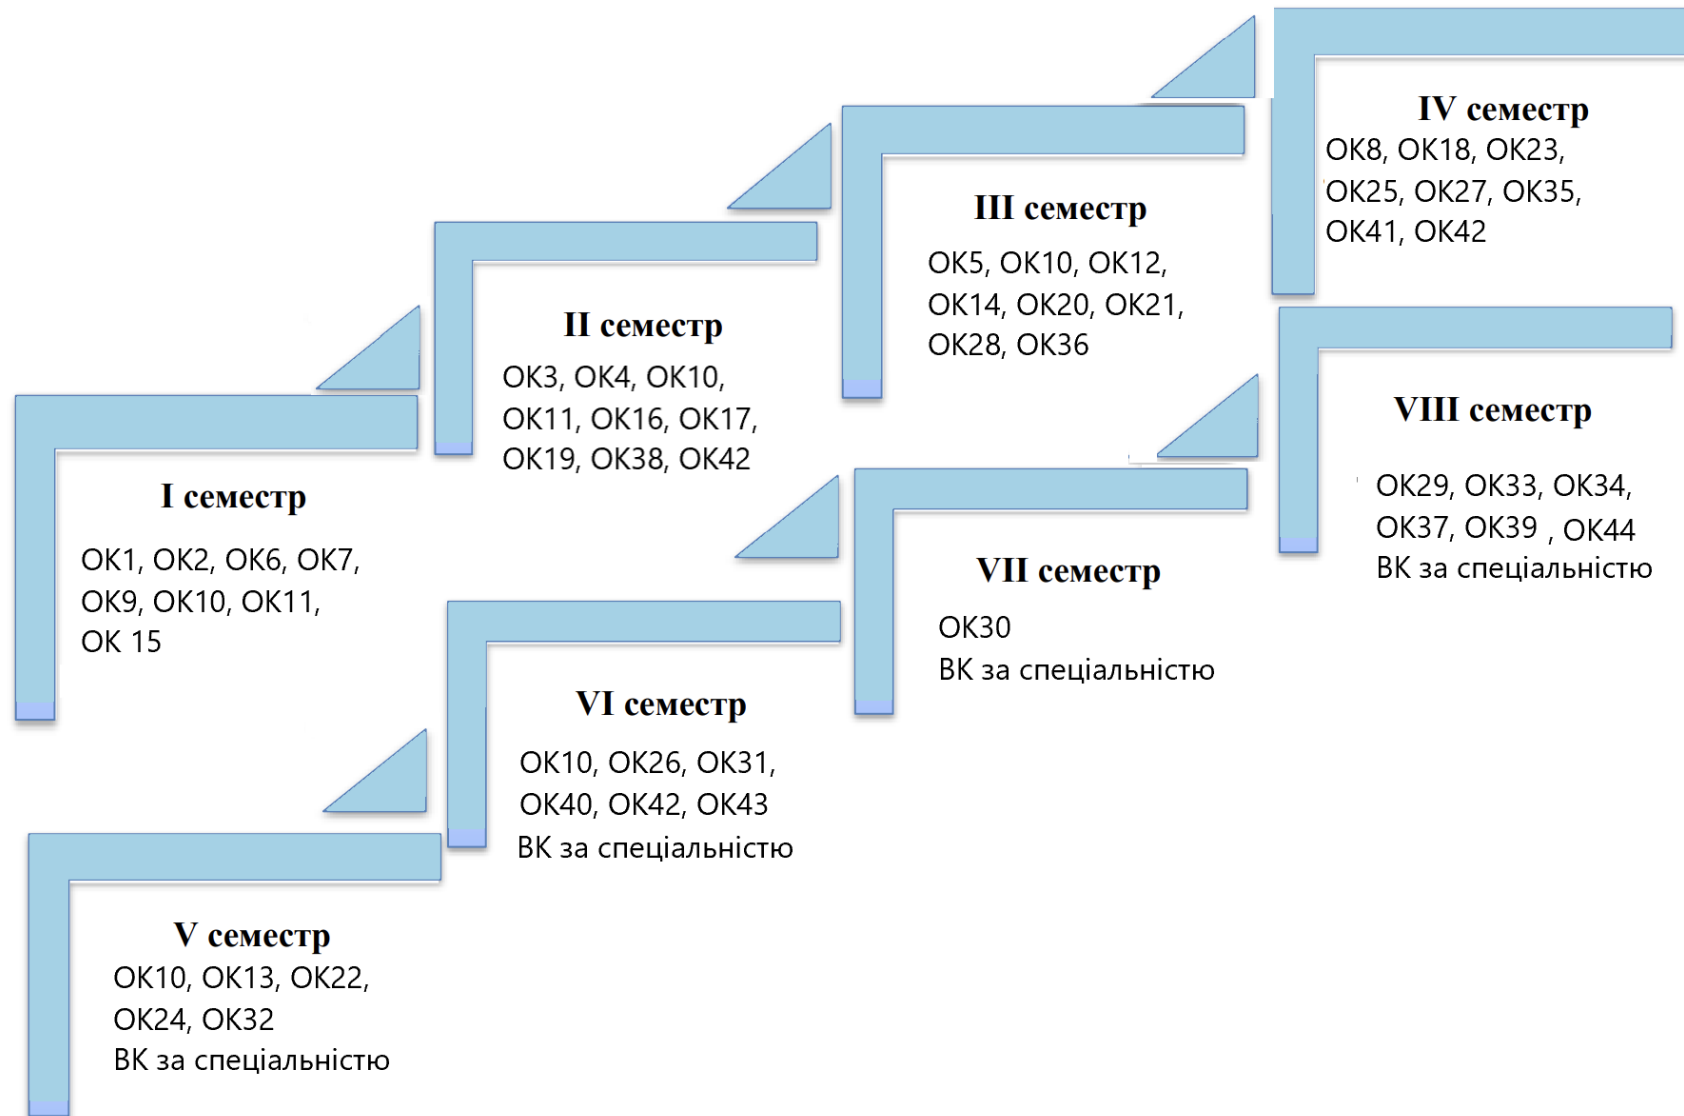 I семестр
ОК1, ОК2, ОК6, ОК7,
ОК9, ОК10, ОК11,
ОК 15
II семестр
ОК3, ОК4, ОК10,
ОК11, ОК16, ОК17,
ОК19, ОК38, ОК42
III семестр
ОК5, ОК10, ОК12,
ОК14, ОК20, ОК21,
ОК28, ОК36
IV семестр
ОК8, ОК18, ОК23,
ОК25, ОК27, ОК35,
ОК41, ОК42
V семестр
ОК10, ОК13, ОК22,
ОК24, ОК32
ВК за спеціальністю
VI семестр
ОК10, ОК26, ОК31,
ОК40, ОК42, ОК43
ВК за спеціальністю
VII семестр
ОК30
ВК за спеціальністю
VIII семестр
ОК29, ОК33, ОК34,
ОК37, ОК39 , ОК44
ВК за спеціальністю